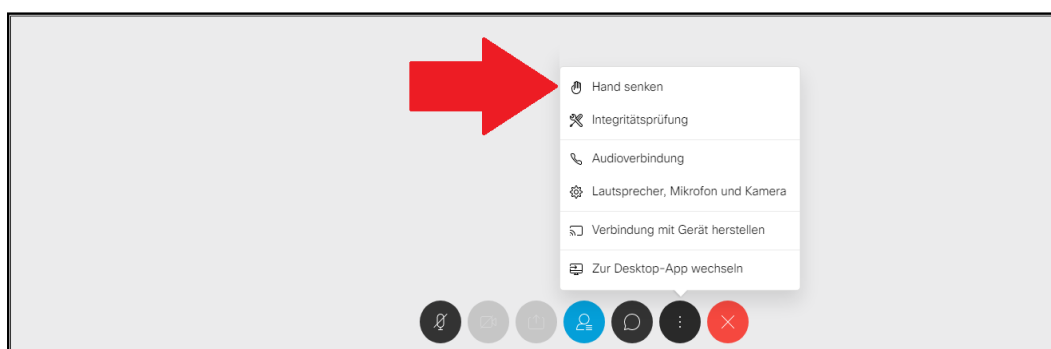 Hand senken
Integritätsprüfung
Audioverbindung
Lautsprecher, Mikrofon und Kamera
Verbindung mit Gerät herstellen
Zur Desktop-App wechseln